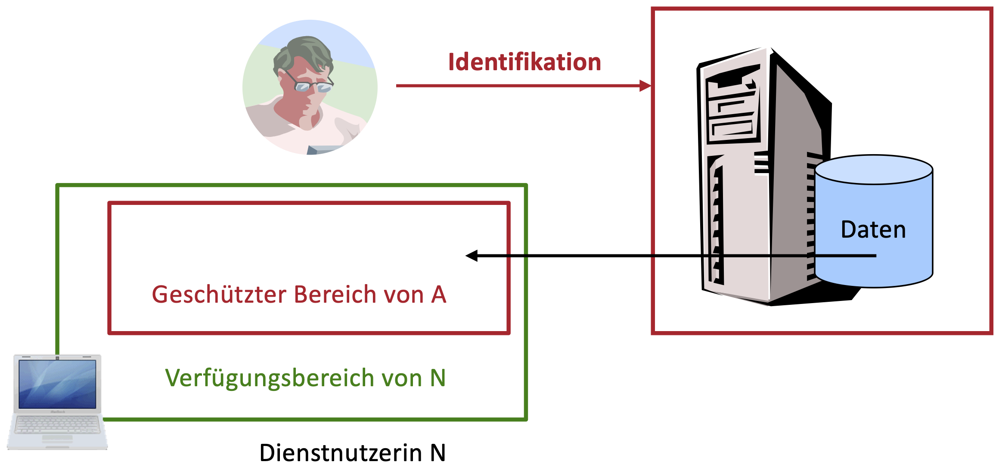 Identifikation
Daten
Geschützter Bereich von A
Verfügungsbereich von N
Dienstnutzerin N